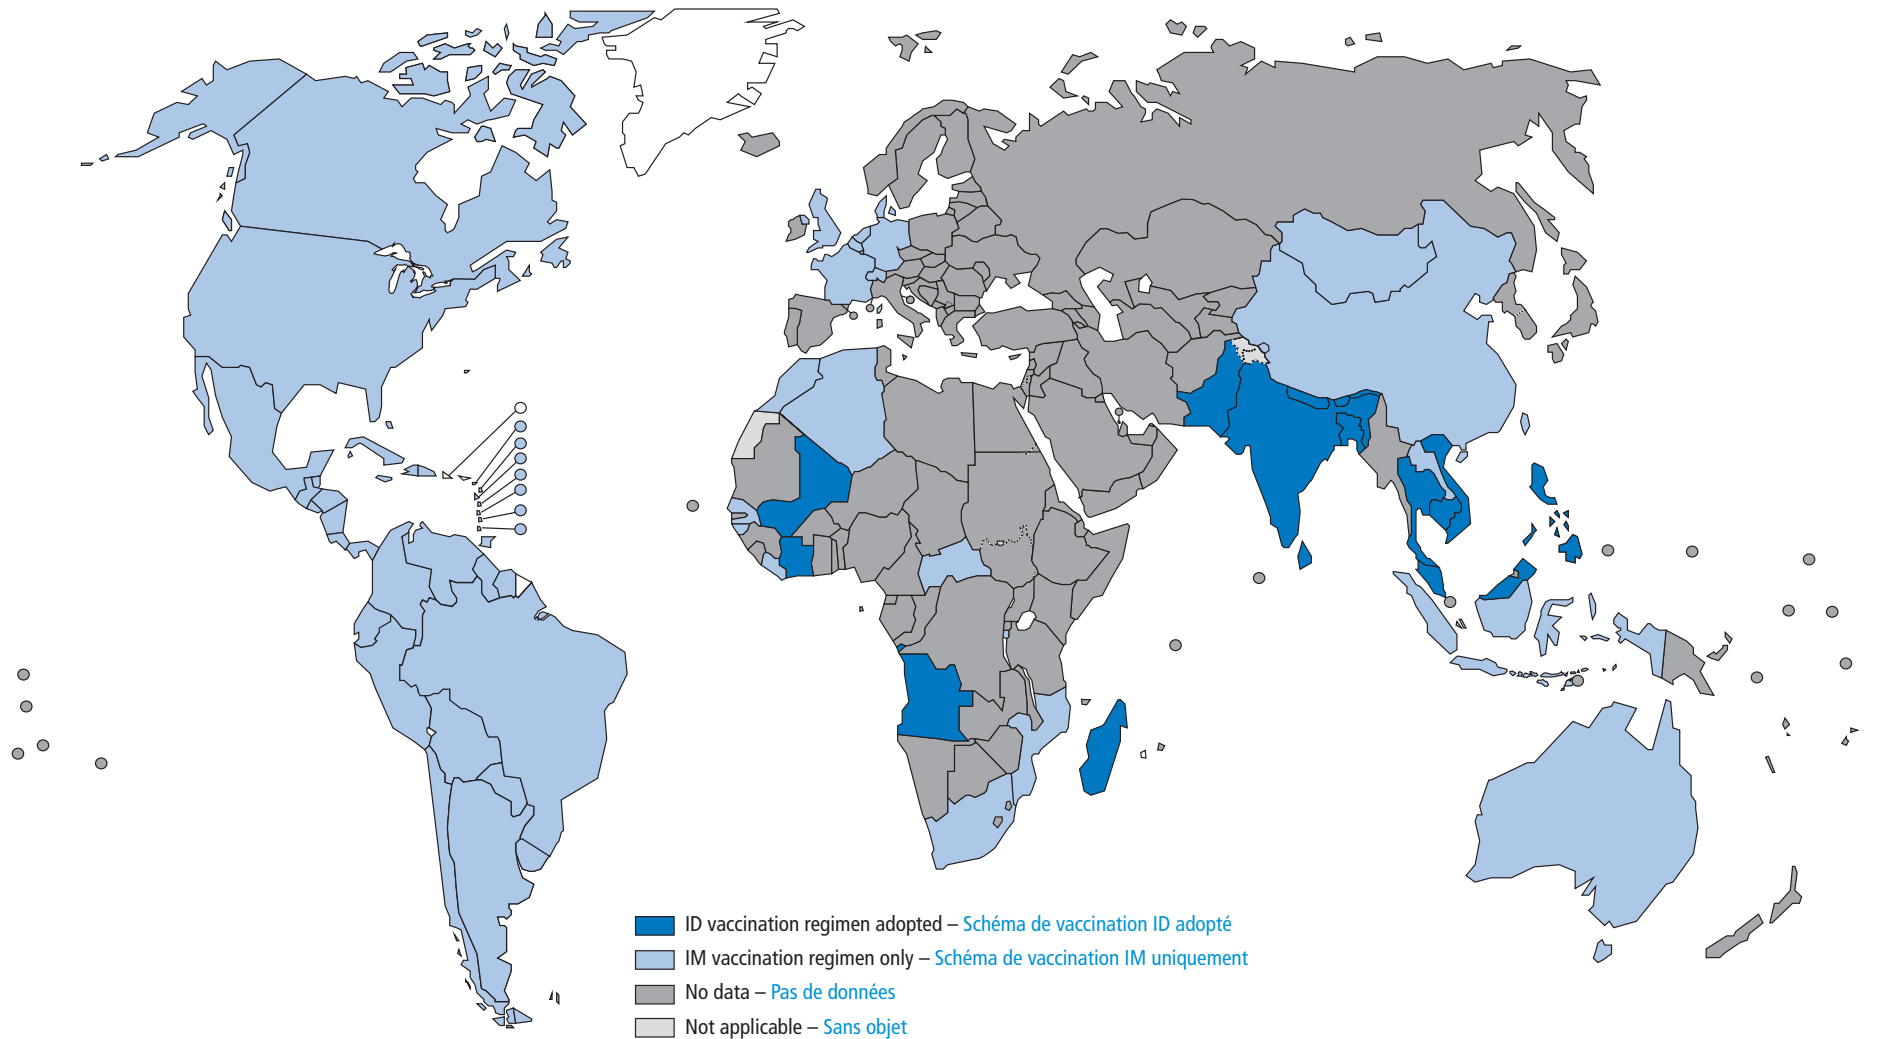 ID vaccination regimen adopted – Schéma de vaccination ID adopté
IM vaccination regimen only – Schéma de vaccination IM uniquement
No data – Pas de données
Not applicable – Sans objet